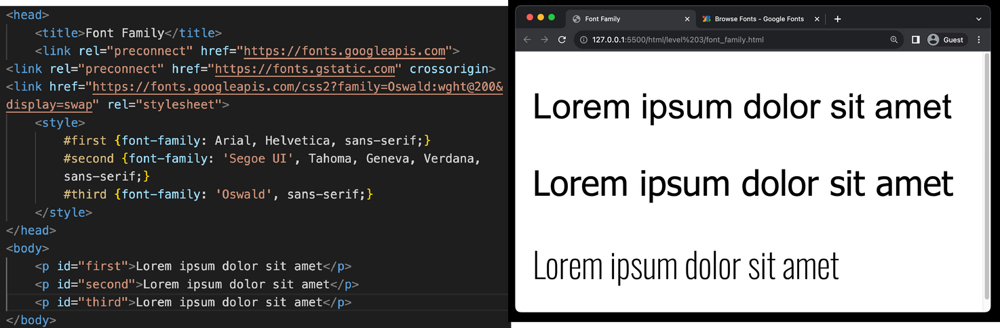 <head>
<title>Font Family</title>
<link rel="preconnect" href="https://fonts.googleapis.com">
<link rel="preconnect" href="https://fonts.gstatic.com" crossorigin>
<link href="https://fonts.googleapis.com/css2?family=Oswald:wght@200&
display=swap" rel="stylesheet">
<style>
#first {font-family: Arial, Helvetica, sans-serif;}
#second {font-family: 'Segoe UI', Tahoma, Geneva, Verdana,
sans-serif;}
#third {font-family: 'Oswald', sans-serif;}
</style>
</head>
<body>
<p id="first">Lorem ipsum dolor sit amet</p>
<p id="second">Lorem ipsum dolor sit amet</p>
<p id="third">Lorem ipsum dolor sit amet</p>
</body>
Font Family
Browse Fonts - Google Fonts
127.0.0.1:5500/html/level%203/font_family.html
Guest
Lorem ipsum dolor sit amet
Lorem ipsum dolor sit amet
Lorem ipsum dolor sit amet